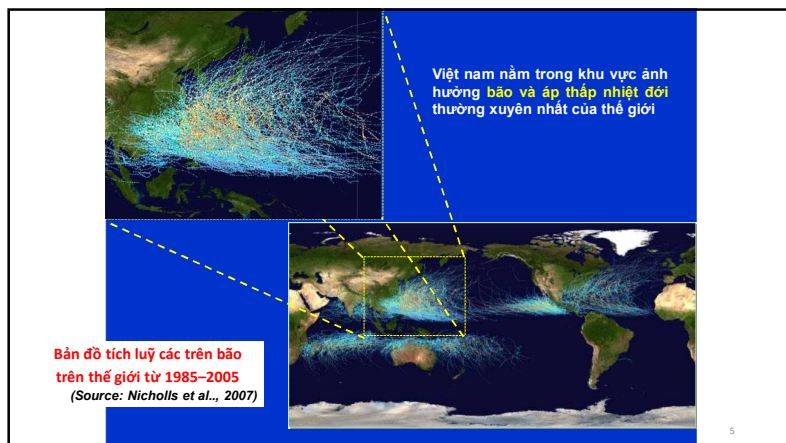 Việt nam nằm trong khu vực ảnh
hưởng bão và áp thấp nhiệt đới
thường xuyên nhất của thế giới
Bản đồ tích luỹ các trên bão
trên thế giới từ 1985–2005
(Source: Nicholls et al.., 2007)
5